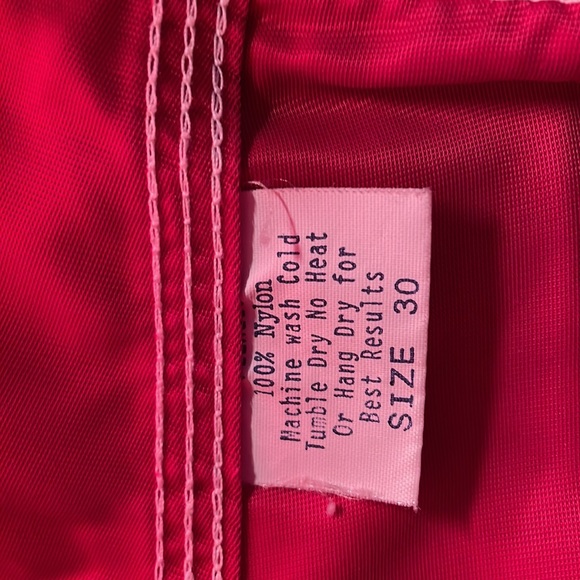 100% Nylon
Machine wash Cold
Tumble Dry No Heat
Or Hang Dry for
Best Results
SIZE 30